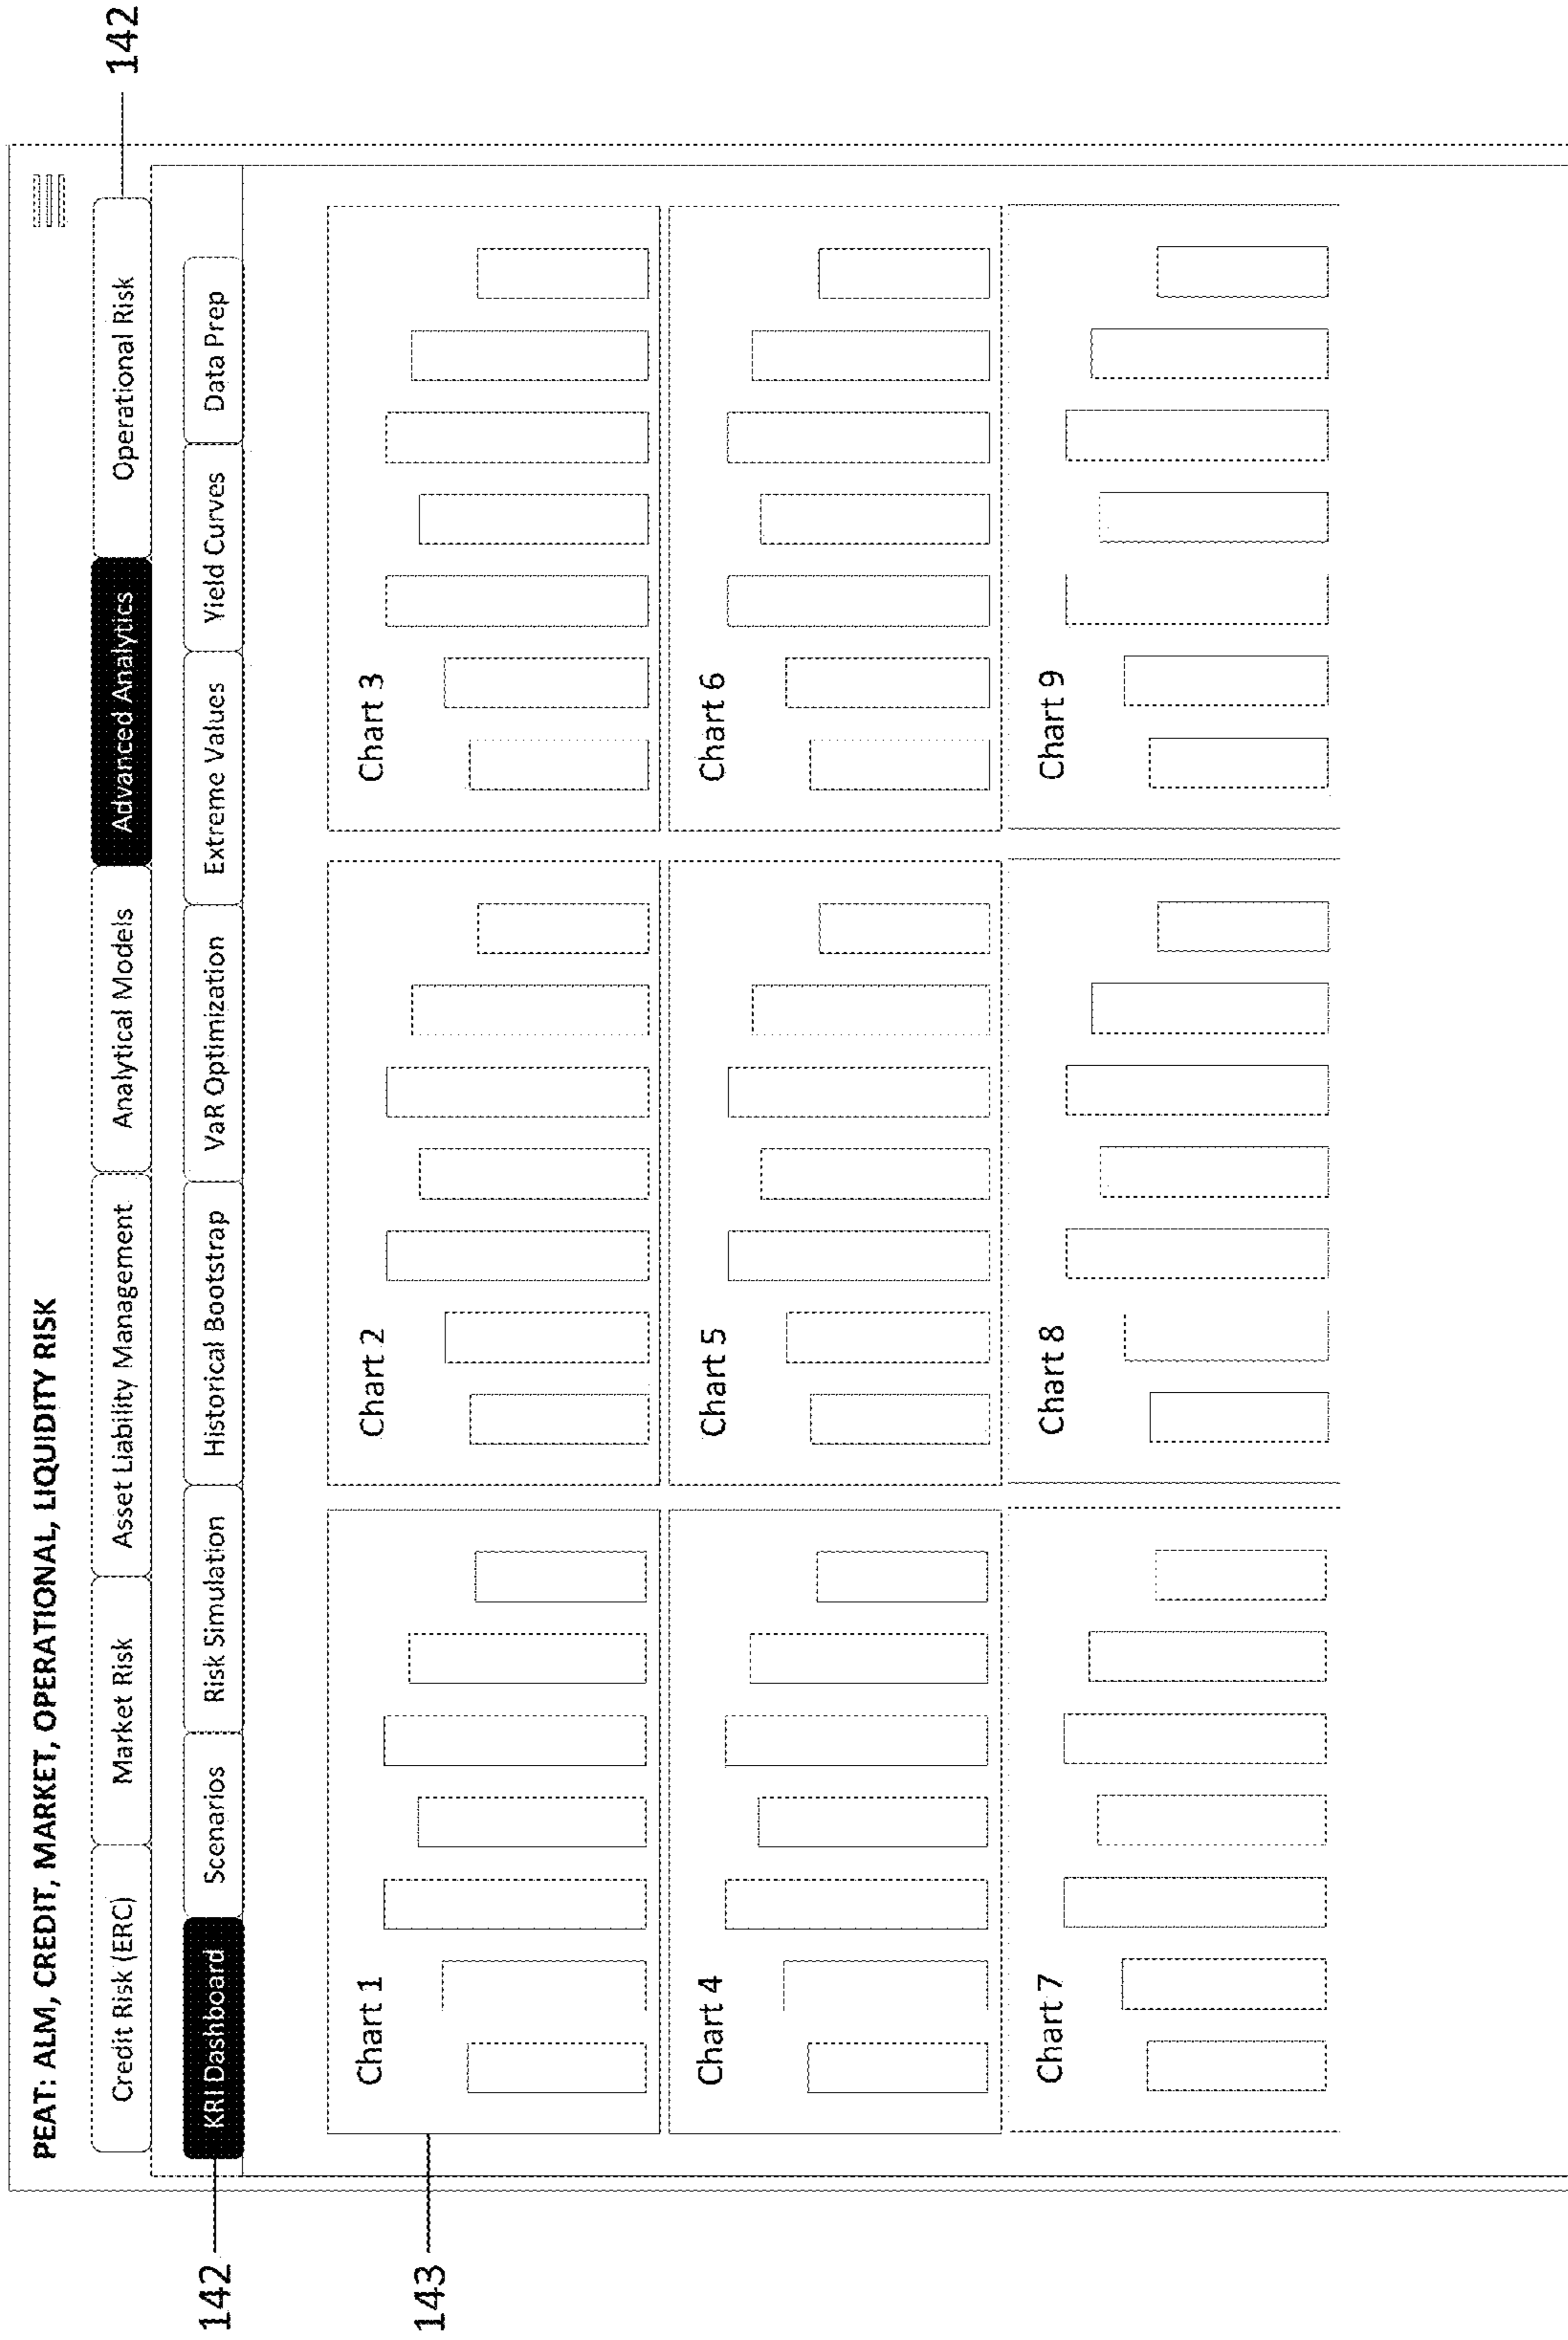 PEAT: ALM, CREDIT, MARKET, OPERATIONAL, LIQUIDITY RISK
Credit Risk (ERC) Market Risk Asset Liability Management Analytical Models Advanced Analytics Operational Risk 142
142 KRI Dashboard Scenarios Risk Simulation Historical Bootstrap VaR Optimization Extreme Values Yield Curves Data Prep
Chart 1 Chart 2 Chart 3
143
Chart 4 Chart 5 Chart 6
Chart 7 Chart 8 Chart 9